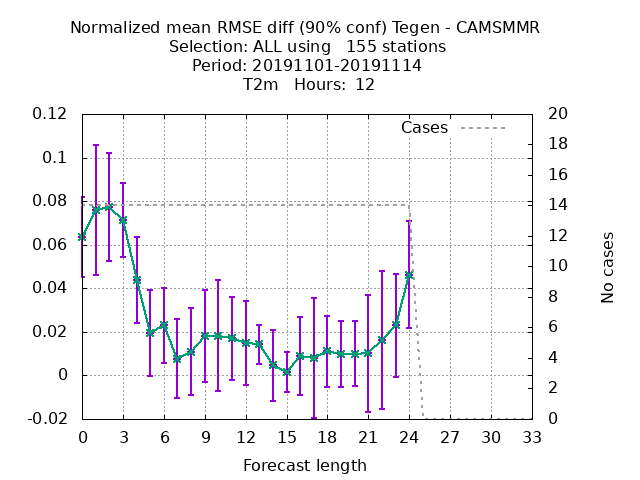 Normalized mean RMSE diff (90% conf) Tegen - CAMSMMR
Selection: ALL using 155 stations
Period: 20191101-20191114
T2m Hours: 12
Cases
0.12
0.1
0.08
0.06
0.04
0.02
0
-0.02
20
18
16
14
12
10
8
6
4
2
0
No cases
0 3 6 9 12 15 18 21 24 27 30 33
Forecast length